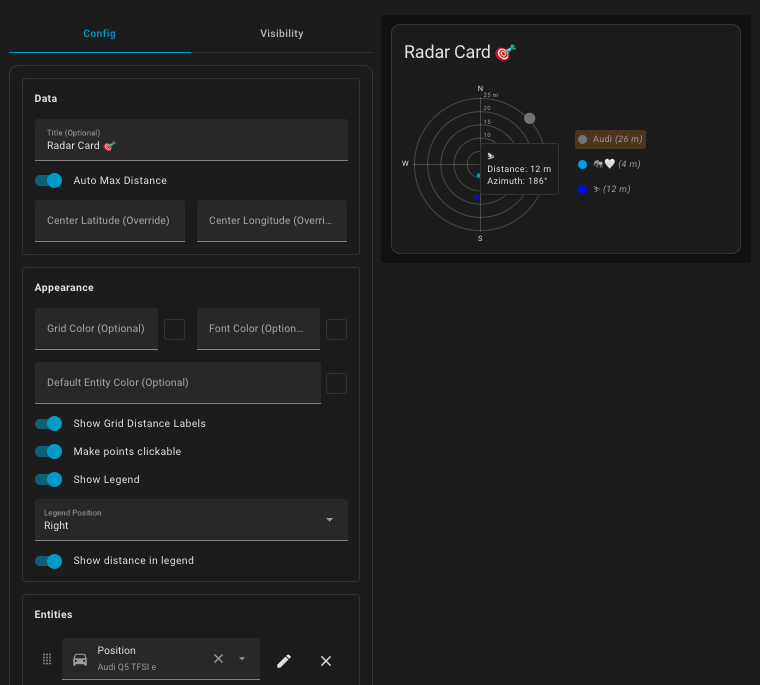 Config
Visibility
Data
Title (Optional)
Radar Card 🎯
Auto Max Distance
Center Latitude (Override)
Center Longitude (Overri...
Appearance
Grid Color (Optional)
Font Color (Option...
Default Entity Color (Optional)
Show Grid Distance Labels
Make points clickable
Show Legend
Legend Position
Right
Show distance in legend
Entities
Position
Audi Q5 TFSI e
Radar Card 🎯
N
25 m
20
15
10
W
S
Distance: 12 m
Azimuth: 186°
Audi (26 m)
(4 m)
(12 m)